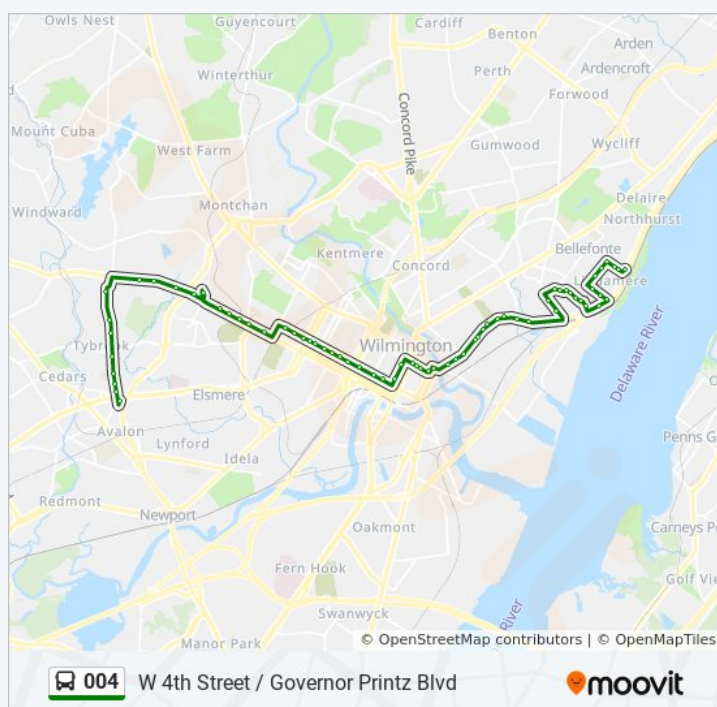 Owls Nest
Guyencourt
Cardiff
Benton
Arden
Ardencroft
Winterthur
Perth
Forwood
Mount Cuba
Concord Pike
Gumwood
Wycliff
West Farm
Windward
Montchan
Delaire
Northhurst
Kentmere
Bellefonte
Concord
Tybrook
Wilmington
Delaware River
Cedars
Elsmere
Avalon
Lynford
Idela
Penns G
Redmont
Newport
Oakmont
Carneys P
Fern Hook
Golf Vi
River
Swanwyck
Manor Park
© OpenStreetMap contributors | © OpenMapTiles
004 W 4th Street / Governor Printz Blvd
moovit